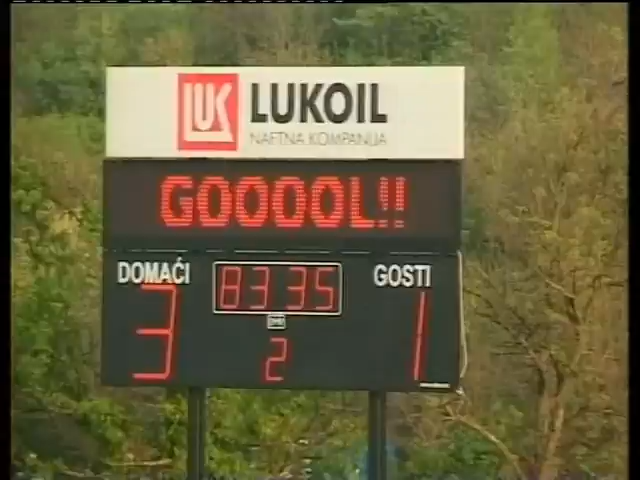 LUK LUKOIL
NAFTNA KOMPANIJA
GOOOOL!!
DOMAĆI 83 35 GOSTI
3 2 1